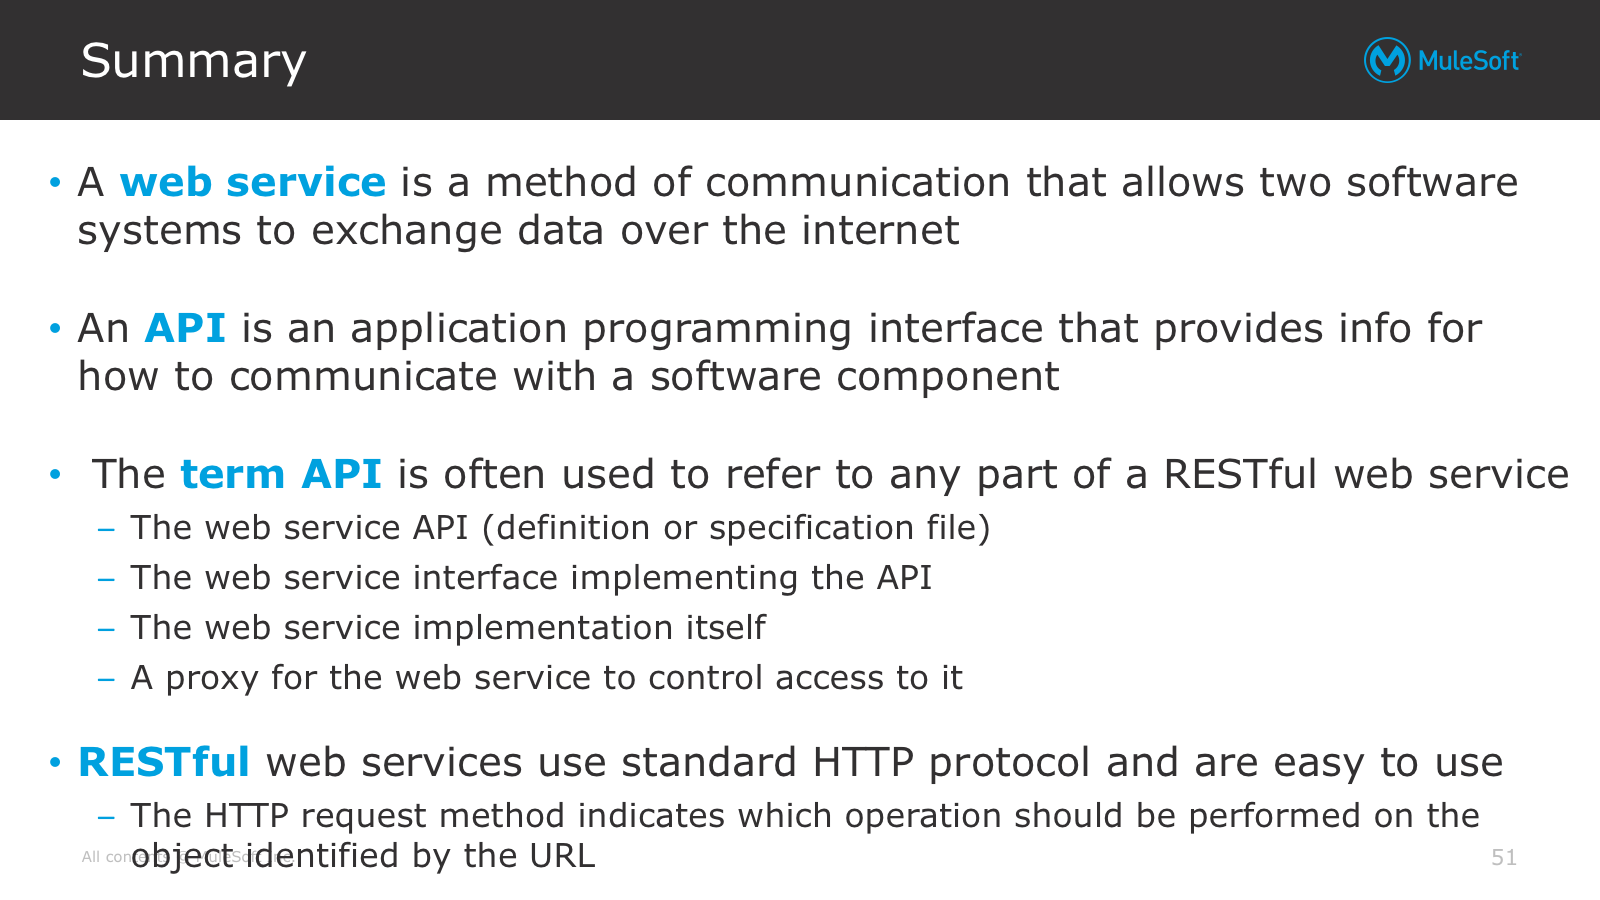 Summary
MuleSoft
• A web service is a method of communication that allows two software
systems to exchange data over the internet
• An API is an application programming interface that provides info for
how to communicate with a software component
• The term API is often used to refer to any part of a RESTful web service
– The web service API (definition or specification file)
– The web service interface implementing the API
– The web service implementation itself
– A proxy for the web service to control access to it
• RESTful web services use standard HTTP protocol and are easy to use
– The HTTP request method indicates which operation should be performed on the
object identified by the URL
All contents © MuleSoft Inc.
51